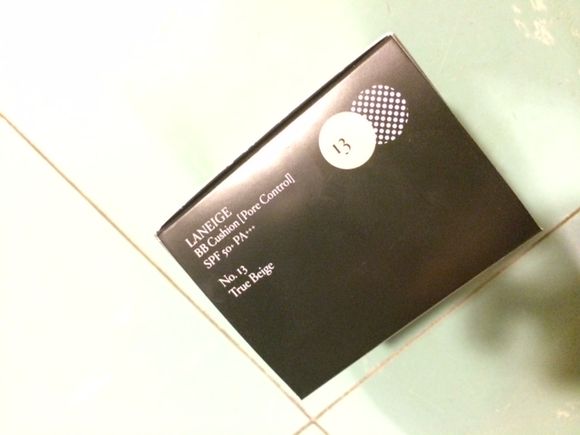 13
LANEIGE
BB Cushion [Pore Control]
SPF 50+ PA+++
No. 13
True Beige